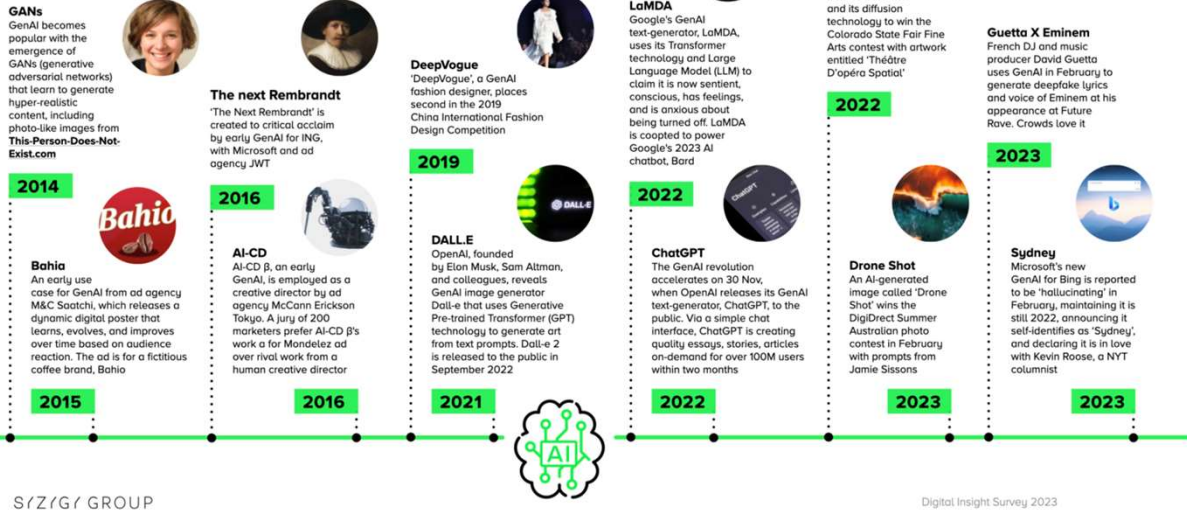 GANs
GenAI becomes
popular with the
emergence of
GANs (generative
adversarial networks)
that learn to generate
hyper-realistic
content, including
photo-like images from
This-Person-Does-Not-
Exist.com
2014
Bahio
Bahia
An early use
case for GenAI from ad agency
M&C Saatchi, which releases a
dynamic digital poster that
learns, evolves, and improves
over time based on audience
reaction. The ad is for a fictitious
coffee brand, Bahio
2015
The next Rembrandt
‘The Next Rembrandt’ is
created to critical acclaim
by early GenAI for ING,
with Microsoft and ad
agency JWT
2016
AI-CD
AI-CD β, an early
GenAI, is employed as a
creative director by ad
agency McCann Erickson
Tokyo. A jury of 200
marketers prefer AI-CD β's
work a for Mondelez ad
over rival work from a
human creative director
2016
DeepVogue
‘DeepVogue’, a GenAI
fashion designer, places
second in the 2019
China International Fashion
Design Competition
2019
DALL-E
DALL.E
OpenAI, founded
by Elon Musk, Sam Altman,
and colleagues, reveals
GenAI image generator
Dall-e that uses Generative
Pre-trained Transformer (GPT)
technology to generate art
from text prompts. Dall-e 2
is released to the public in
September 2022
2021
AI
LaMDA
Google's GenAI
text-generator, LaMDA,
uses its Transformer
technology and Large
Language Model (LLM) to
claim it is now sentient,
conscious, has feelings,
and is anxious about
being turned off. LaMDA
is coopted to power
Google's 2023 AI
chatbot, Bard
2022
ChatGPT
ChatGPT
The GenAI revolution
accelerates on 30 Nov,
when OpenAI releases its GenAI
text-generator, ChatGPT, to the
public. Via a simple chat
interface, ChatGPT is creating
quality essays, stories, articles
on-demand for over 100M users
within two months
2022
and its diffusion
technology to win the
Colorado State Fair Fine
Arts contest with artwork
entitled ‘Théâtre
D'opéra Spatial’
2022
Drone Shot
An AI-generated
image called ‘Drone
Shot’ wins the
DigiDirect Summer
Australian photo
contest in February
with prompts from
Jamie Sissons
2023
Guetta X Eminem
French DJ and music
producer David Guetta
uses GenAI in February to
generate deepfake lyrics
and voice of Eminem at his
appearance at Future
Rave. Crowds love it
2023
Sydney
Microsoft's new
GenAI for Bing is reported
to be ‘hallucinating’ in
February, maintaining it is
still 2022, announcing it
self-identifies as ‘Sydney’,
and declaring it is in love
with Kevin Roose, a NYT
columnist
2023
SYZYGY GROUP
Digital Insight Survey 2023